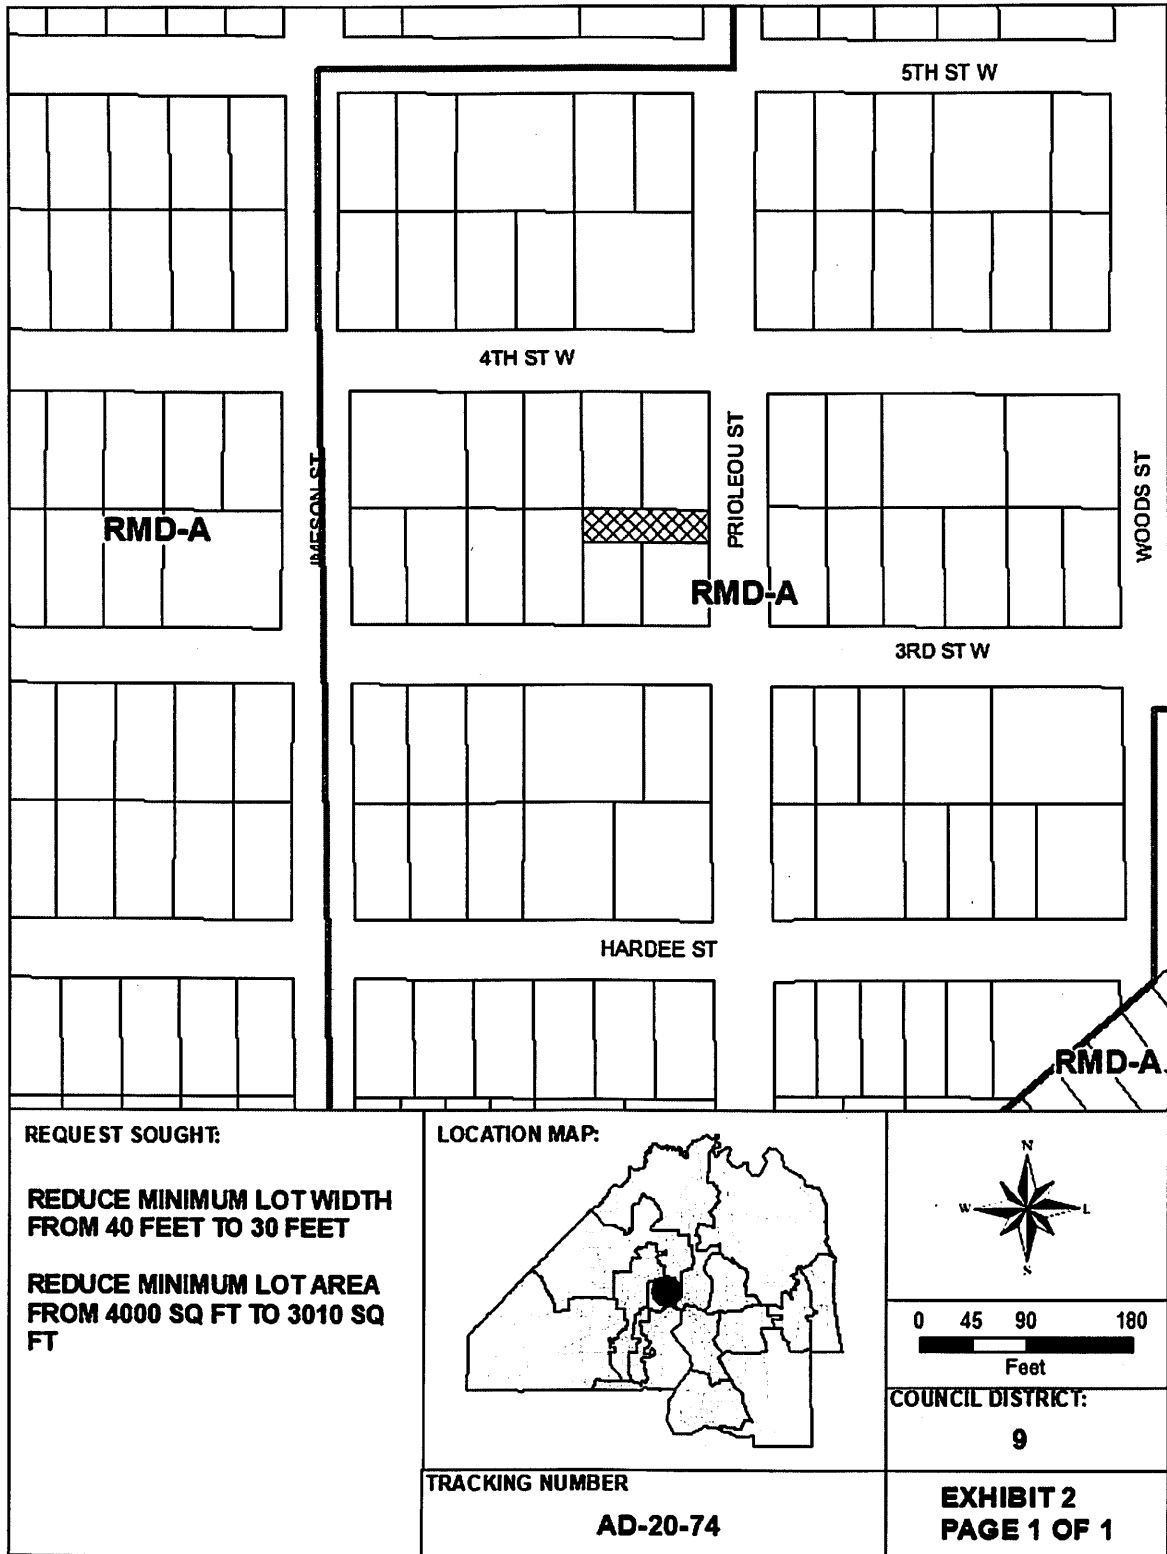 5TH ST W
4TH ST W
IMESON ST
PRIOLEOU ST
WOODS ST
RMD-A
RMD-A
3RD ST W
HARDEE ST
RMD-A
REQUEST SOUGHT:
REDUCE MINIMUM LOT WIDTH
FROM 40 FEET TO 30 FEET
REDUCE MINIMUM LOT AREA
FROM 4000 SQ FT TO 3010 SQ
FT
LOCATION MAP:
N
W
L
S
0 45 90 180
Feet
COUNCIL DISTRICT:
9
TRACKING NUMBER
AD-20-74
EXHIBIT 2
PAGE 1 OF 1